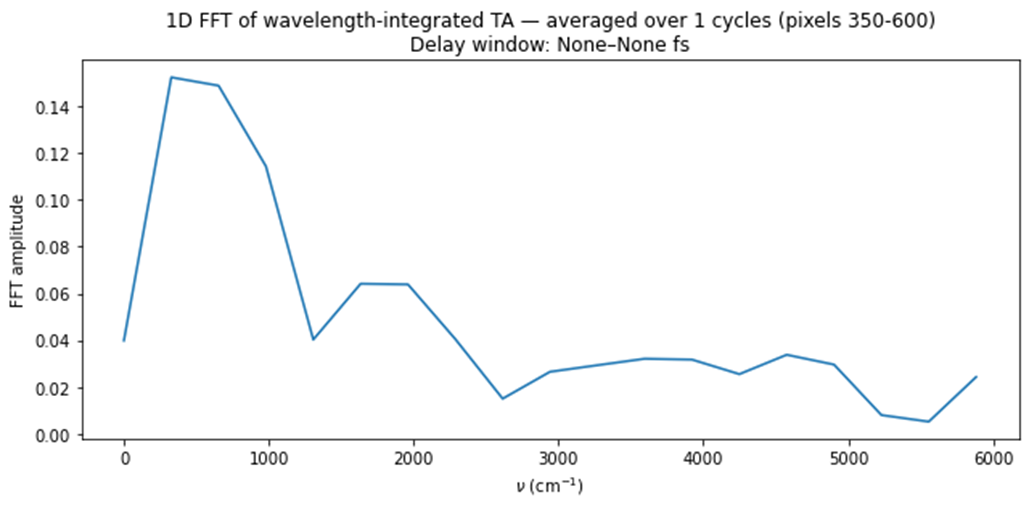 1D FFT of wavelength-integrated TA — averaged over 1 cycles (pixels 350-600)
Delay window: None–None fs
FFT amplitude
0.14
0.12
0.10
0.08
0.06
0.04
0.02
0.00
0 1000 2000 3000 4000 5000 6000
ν (cm⁻¹)